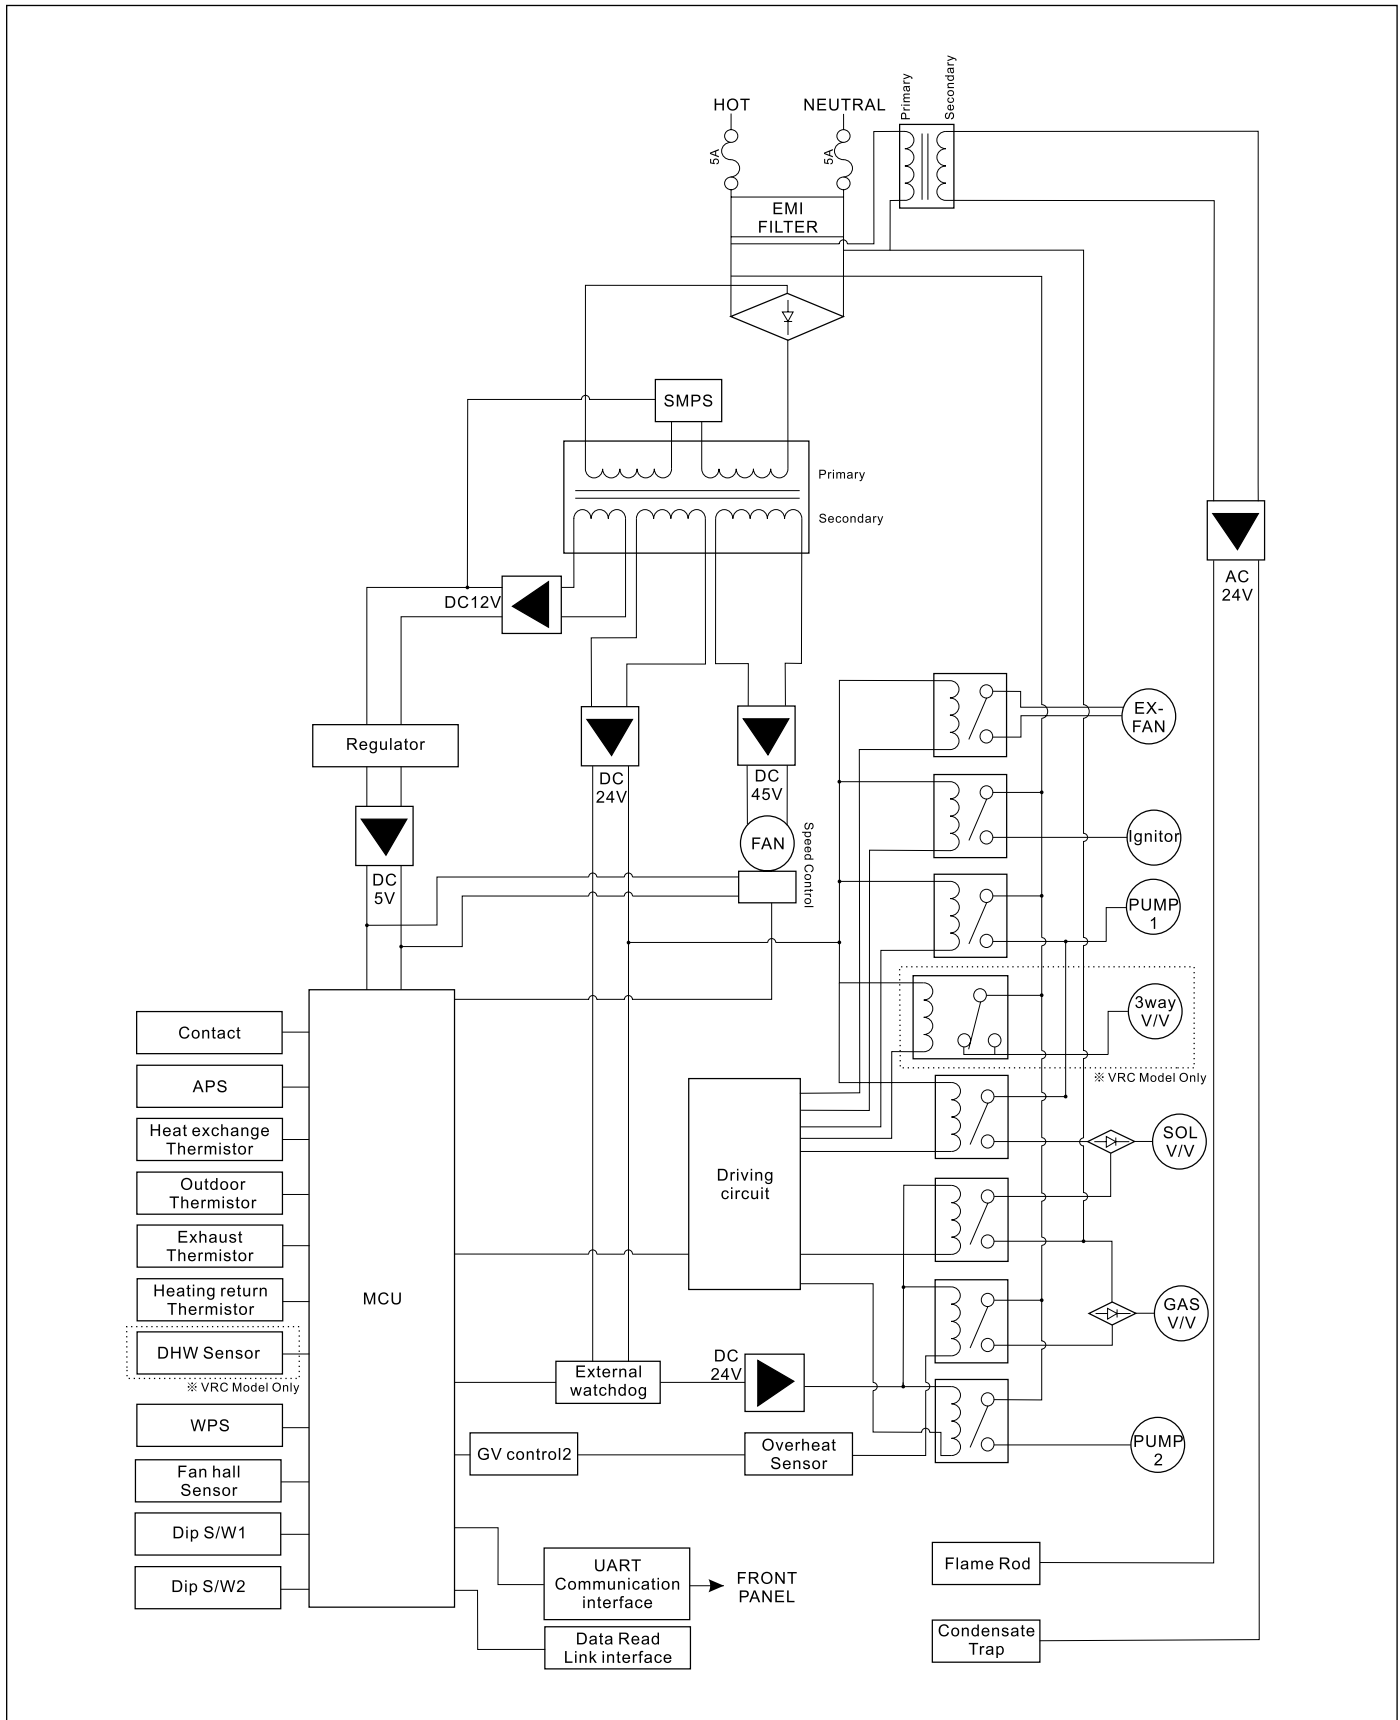 Primary
Secondary
HOT
NEUTRAL
5A
5A
EMI
FILTER
SMPS
Primary
Secondary
DC12V
AC
24V
Regulator
DC
24V
DC
45V
EX-
FAN
FAN
Speed Control
Ignitor
DC
5V
PUMP
1
3way
V/V
※ VRC Model Only
Contact
APS
Heat exchange
Thermistor
Outdoor
Thermistor
Exhaust
Thermistor
Heating return
Thermistor
DHW Sensor
※ VRC Model Only
WPS
Fan hall
Sensor
Dip S/W1
Dip S/W2
MCU
Driving
circuit
SOL
V/V
GAS
V/V
External
watchdog
DC
24V
GV control2
Overheat
Sensor
PUMP
2
UART
Communication
interface
FRONT
PANEL
Data Read
Link interface
Flame Rod
Condensate
Trap